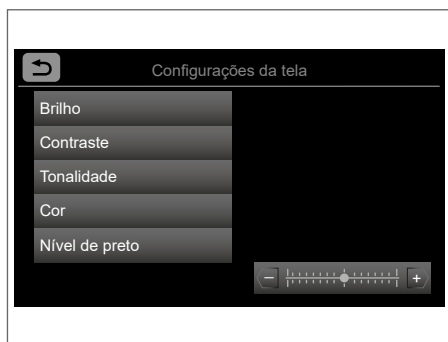 Configurações da tela
Brilho
Contraste
Tonalidade
Cor
Nível de preto
− +